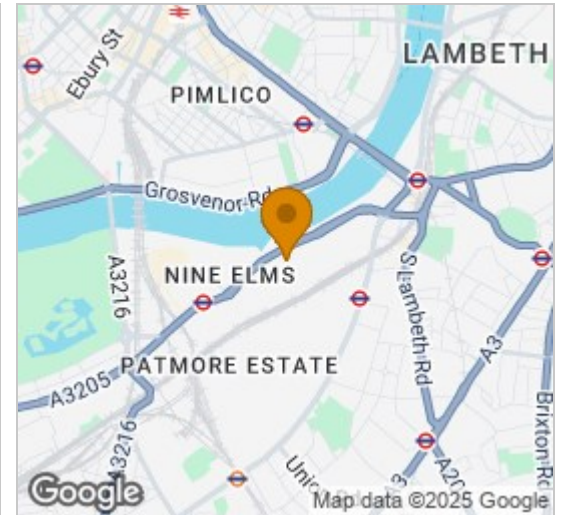 LAMBETH
Ebury St
PIMLICO
Grosvenor Rd
A3216
NINE ELMS
S Lambeth Rd
A3
PATMORE ESTATE
A3205
A3216
Brixton Rd
A3
Google
Map data ©2025 Google